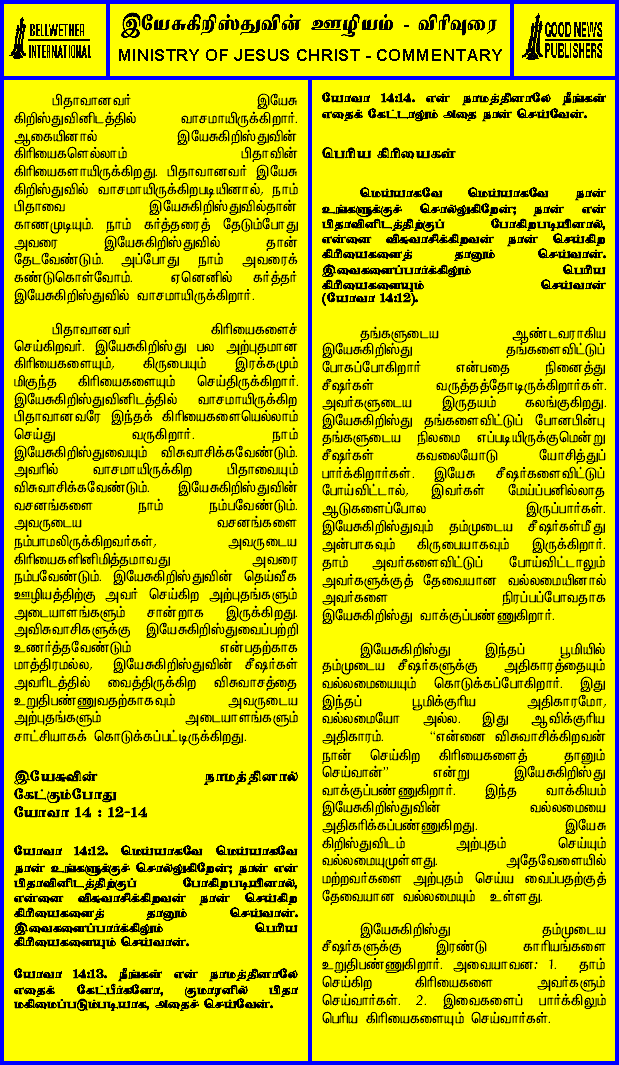 BELLWETHER
INTERNATIONAL
இயேசுகிறிஸ்துவின் ஊழியம் - விரிவுரை
MINISTRY OF JESUS CHRIST - COMMENTARY
GOOD NEWS
PUBLISHERS
பிதாவானவர் இயேசு
கிறிஸ்துவினிடத்தில் வாசமாயிருக்கிறார்.
ஆகையினால் இயேசுகிறிஸ்துவின்
கிரியைகளெல்லாம் பிதாவின்
கிரியைகளாயிருக்கிறது. பிதாவானவர் இயேசு
கிறிஸ்துவில் வாசமாயிருக்கிறபடியினால், நாம்
பிதாவை இயேசுகிறிஸ்துவில்தான்
காணமுடியும். நாம் கர்த்தரைத் தேடும்போது
அவரை இயேசுகிறிஸ்துவில் தான்
தேடவேண்டும். அப்போது நாம் அவரைக்
கண்டுகொள்வோம். ஏனெனில் கர்த்தர்
இயேசுகிறிஸ்துவில் வாசமாயிருக்கிறார்.
பிதாவானவர் கிரியைகளைச்
செய்கிறவர். இயேசுகிறிஸ்து பல அற்புதமான
கிரியைகளையும், கிருபையும் இரக்கமும்
மிகுந்த கிரியைகளையும் செய்திருக்கிறார்.
இயேசுகிறிஸ்துவினிடத்தில் வாசமாயிருக்கிற
பிதாவானவரே இந்தக் கிரியைகளையெல்லாம்
செய்து வருகிறார். நாம்
இயேசுகிறிஸ்துவையும் விசுவாசிக்கவேண்டும்.
அவரில் வாசமாயிருக்கிற பிதாவையும்
விசுவாசிக்கவேண்டும். இயேசுகிறிஸ்துவின்
வசனங்களை நாம் நம்பவேண்டும்.
அவருடைய வசனங்களை
நம்பாமலிருக்கிறவர்கள், அவருடைய
கிரியைகளினிமித்தமாவது அவரை
நம்பவேண்டும். இயேசுகிறிஸ்துவின் தெய்வீக
ஊழியத்திற்கு அவர் செய்கிற அற்புதங்களும்
அடையாளங்களும் சான்றாக இருக்கிறது.
அவிசுவாசிகளுக்கு இயேசுகிறிஸ்துவைப்பற்றி
உணர்த்தவேண்டும் என்பதற்காக
மாத்திரமல்ல, இயேசுகிறிஸ்துவின் சீஷர்கள்
அவரிடத்தில் வைத்திருக்கிற விசுவாசத்தை
உறுதிபண்ணுவதற்காகவும் அவருடைய
அற்புதங்களும் அடையாளங்களும்
சாட்சியாகக் கொடுக்கப்பட்டிருக்கிறது.
இயேசுவின் நாமத்தினால்
கேட்கும்போது
யோவா 14 : 12-14
யோவா 14:12. மெய்யாகவே மெய்யாகவே
நான் உங்களுக்குச் சொல்லுகிறேன்; நான் என்
பிதாவினிடத்திற்குப் போகிறபடியினால்,
என்னை விசுவாசிக்கிறவன் நான் செய்கிற
கிரியைகளைத் தானும் செய்வான்.
இவைகளைப்பார்க்கிலும் பெரிய
கிரியைகளையும் செய்வான்.
யோவா 14:13. நீங்கள் என் நாமத்தினாலே
எதைக் கேட்பீர்களோ, குமாரனில் பிதா
மகிமைப்படும்படியாக, அதைச் செய்வேன்.
யோவா 14:14. என் நாமத்தினாலே நீங்கள்
எதைக் கேட்டாலும் அதை நான் செய்வேன்.
பெரிய கிரியைகள்
மெய்யாகவே மெய்யாகவே நான்
உங்களுக்குச் சொல்லுகிறேன்; நான் என்
பிதாவினிடத்திற்குப் போகிறபடியினால்,
என்னை விசுவாசிக்கிறவன் நான் செய்கிற
கிரியைகளைத் தானும் செய்வான்.
இவைகளைப்பார்க்கிலும் பெரிய
கிரியைகளையும் செய்வான்
(யோவா 14:12).
தங்களுடைய ஆண்டவராகிய
இயேசுகிறிஸ்து தங்களைவிட்டுப்
போகப்போகிறார் என்பதை நினைத்து
சீஷர்கள் வருத்தத்தோடிருக்கிறார்கள்.
அவர்களுடைய இருதயம் கலங்குகிறது.
இயேசுகிறிஸ்து தங்களைவிட்டுப் போனபின்பு
தங்களுடைய நிலமை எப்படியிருக்குமென்று
சீஷர்கள் கவலையோடு யோசித்துப்
பார்க்கிறார்கள். இயேசு சீஷர்களைவிட்டுப்
போய்விட்டால், இவர்கள் மேய்ப்பனில்லாத
ஆடுகளைப்போல இருப்பார்கள்.
இயேசுகிறிஸ்துவும் தம்முடைய சீஷர்கள்மீது
அன்பாகவும் கிருபையாகவும் இருக்கிறார்.
தாம் அவர்களைவிட்டுப் போய்விட்டாலும்
அவர்களுக்குத் தேவையான வல்லமையினால்
அவர்களை நிரப்பப்போவதாக
இயேசுகிறிஸ்து வாக்குப்பண்ணுகிறார்.
இயேசுகிறிஸ்து இந்தப் பூமியில்
தம்முடைய சீஷர்களுக்கு அதிகாரத்தையும்
வல்லமையையும் கொடுக்கப்போகிறார். இது
இந்தப் பூமிக்குரிய அதிகாரமோ,
வல்லமையோ அல்ல. இது ஆவிக்குரிய
அதிகாரம். “என்னை விசுவாசிக்கிறவன்
நான் செய்கிற கிரியைகளைத் தானும்
செய்வான்” என்று இயேசுகிறிஸ்து
வாக்குப்பண்ணுகிறார். இந்த வாக்கியம்
இயேசுகிறிஸ்துவின் வல்லமையை
அதிகரிக்கப்பண்ணுகிறது. இயேசு
கிறிஸ்துவிடம் அற்புதம் செய்யும்
வல்லமையுமுள்ளது. அதேவேளையில்
மற்றவர்களை அற்புதம் செய்ய வைப்பதற்குத்
தேவையான வல்லமையும் உள்ளது.
இயேசுகிறிஸ்து தம்முடைய
சீஷர்களுக்கு இரண்டு காரியங்களை
உறுதிபண்ணுகிறார். அவையாவன: 1. தாம்
செய்கிற கிரியைகளை அவர்களும்
செய்வார்கள். 2. இவைகளைப் பார்க்கிலும்
பெரிய கிரியைகளையும் செய்வார்கள்.